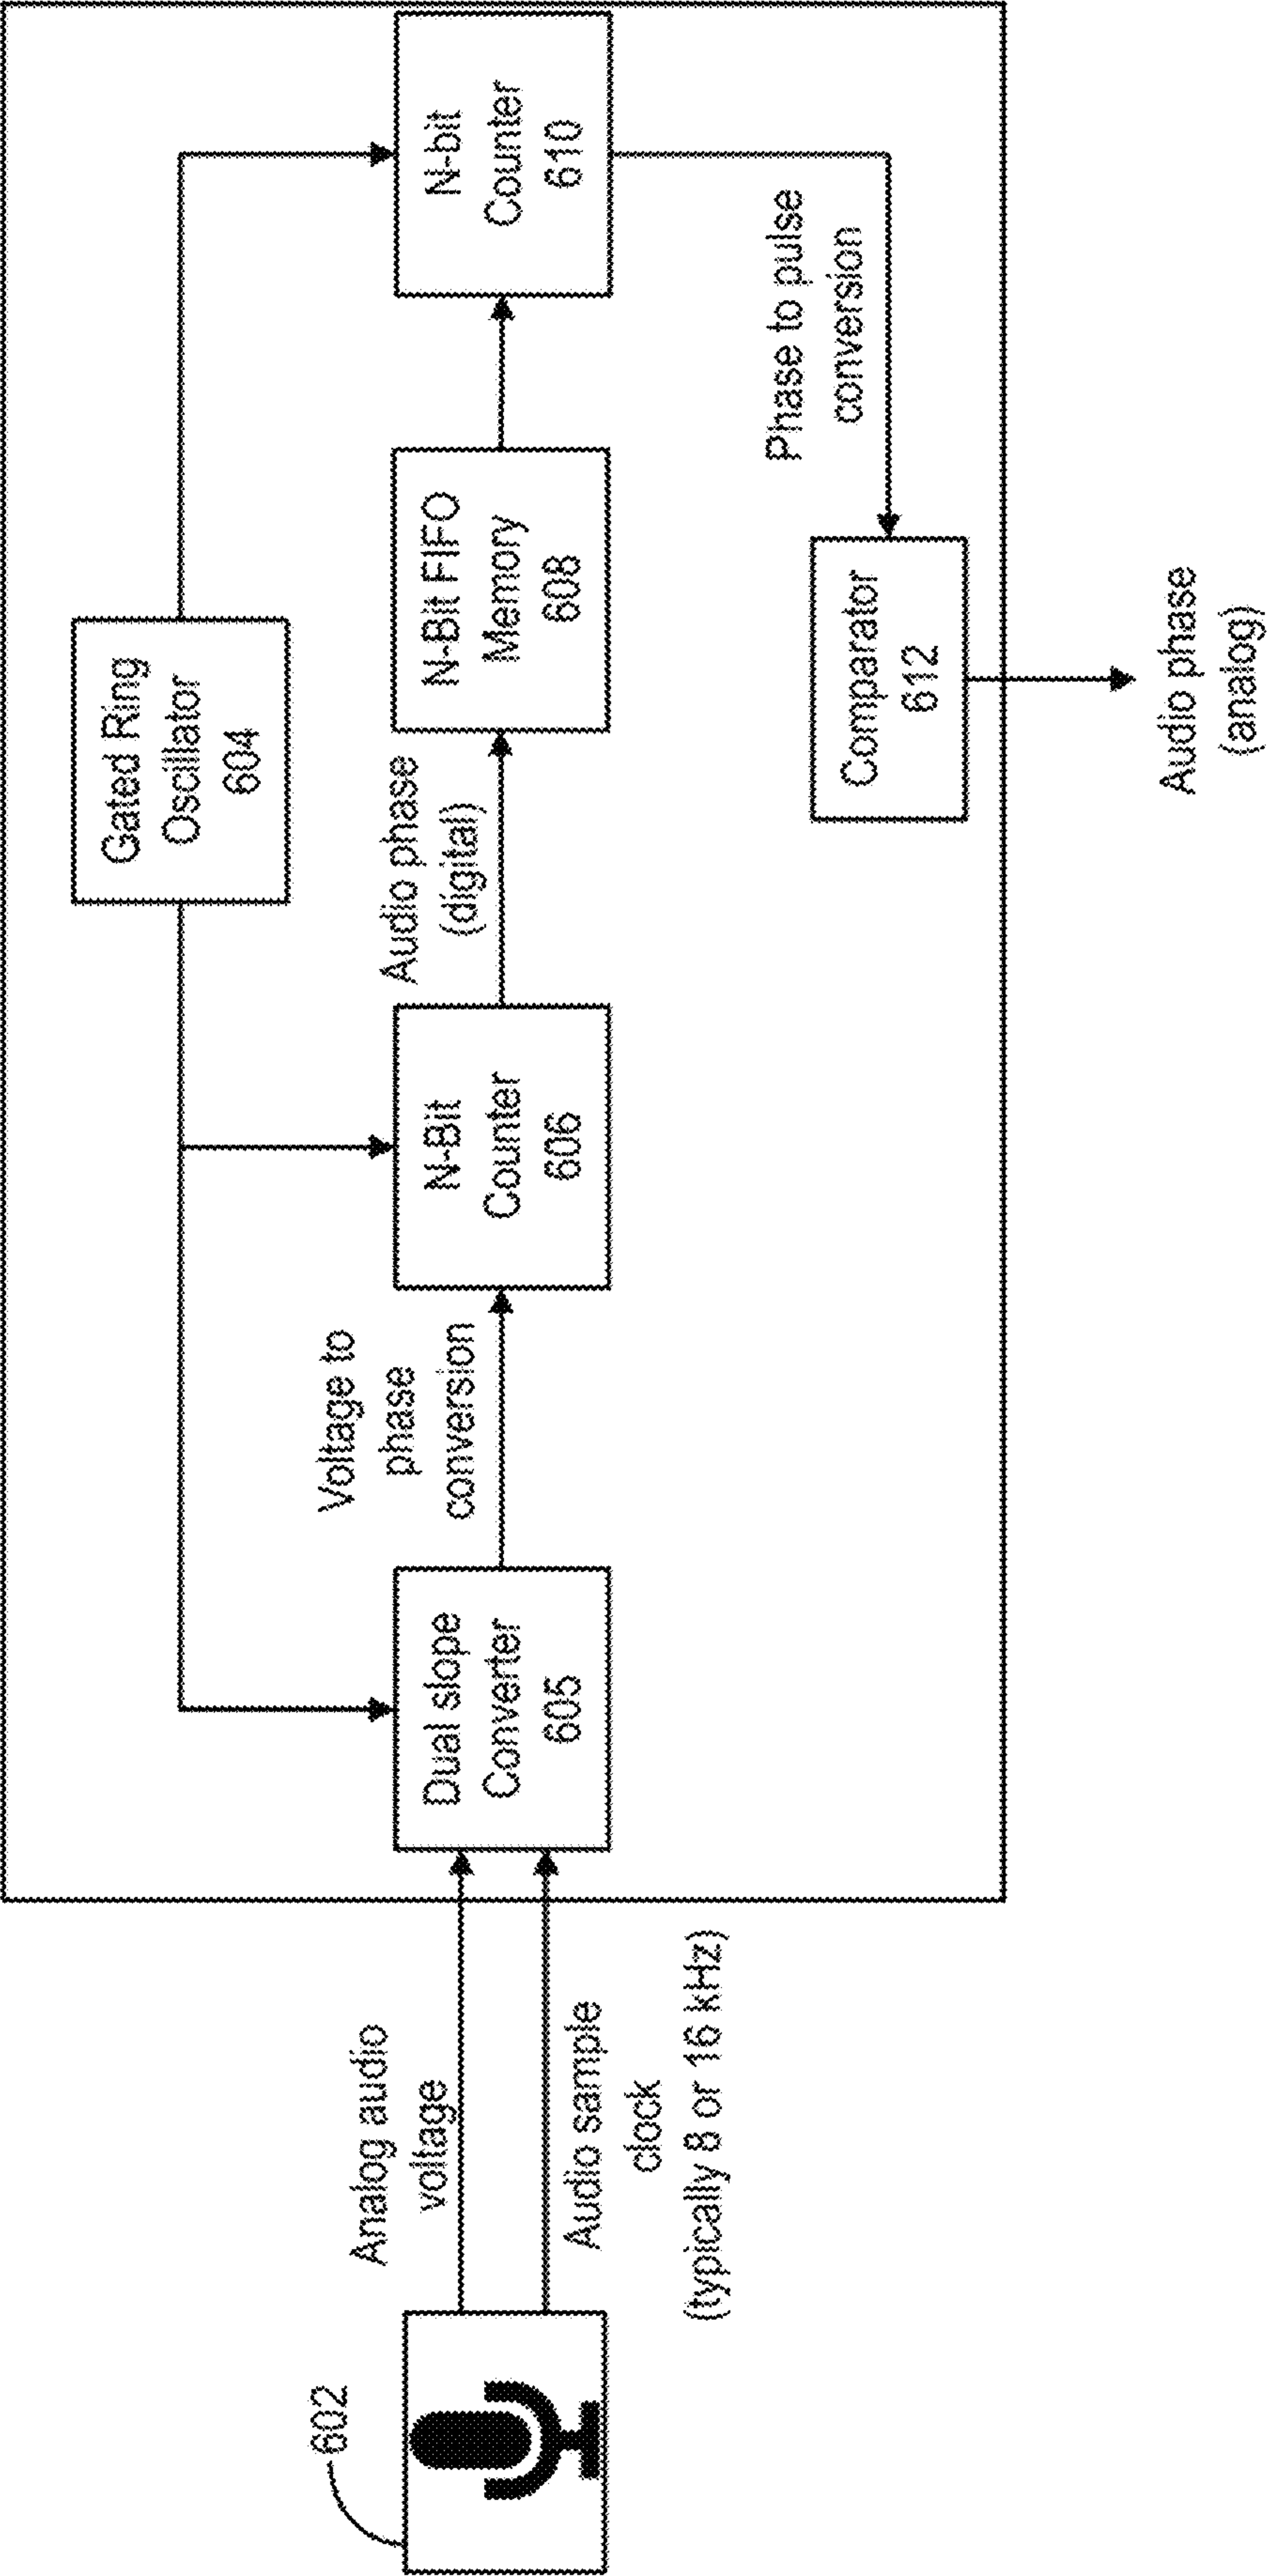 602
Analog audio
voltage
Audio sample
clock
(typically 8 or 16 kHz)
Gated Ring
Oscillator
604
Dual slope
Converter
605
Voltage to
phase
conversion
N-Bit
Counter
606
Audio phase
(digital)
N-Bit FIFO
Memory
608
N-bit
Counter
610
Phase to pulse
conversion
Comparator
612
Audio phase
(analog)